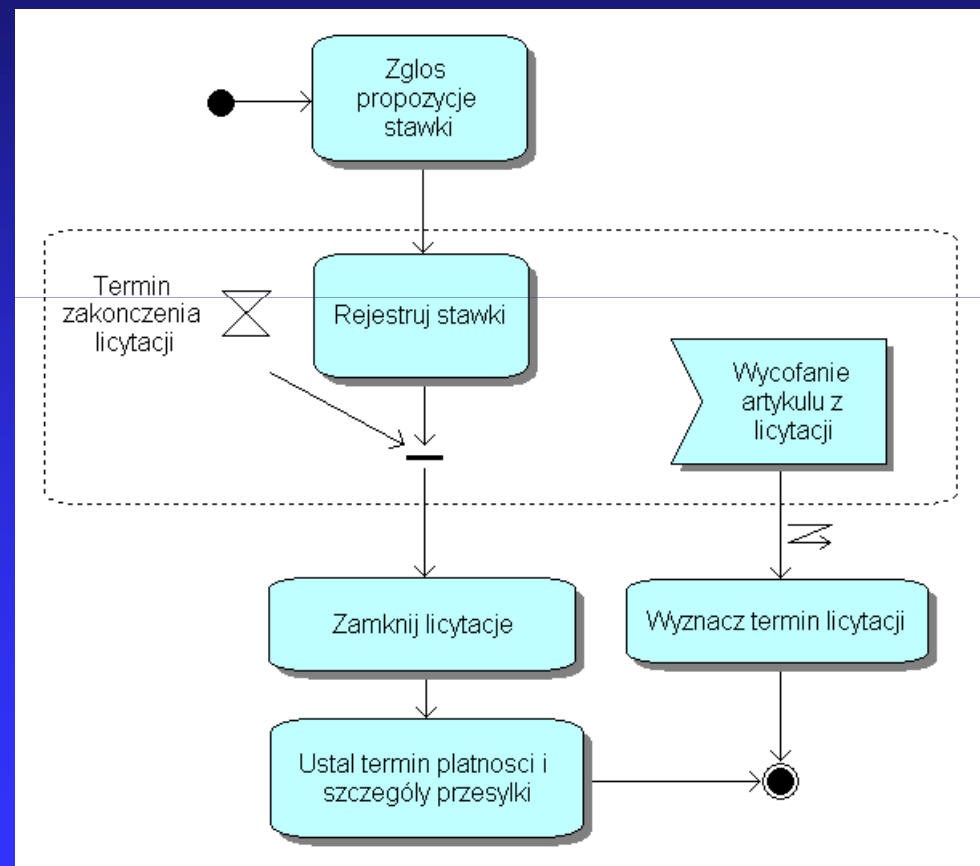 Zglos
propozycje
stawki
Termin
zakonczenia
licytacji
Rejestruj stawki
Wycofanie
artykulu z
licytacji
Zamknij licytacje
Wyznacz termin licytacji
Ustal termin platnosci i
szczególy przesylki